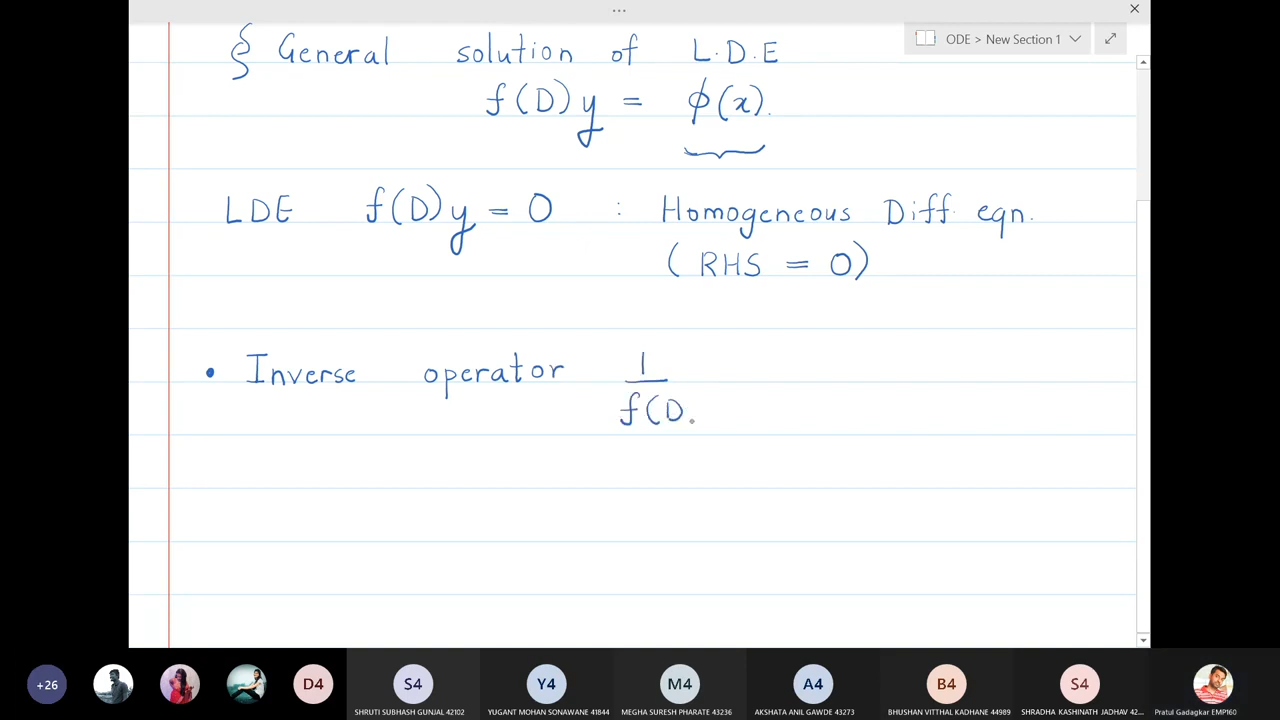 ...
ODE > New Section 1
§ General solution of L.D.E
f(D)y = ϕ(x).
LDE f(D)y = 0 : Homogeneous Diff. eqn.
(RHS = 0)
• Inverse operator 1
f(D
+26
D4
S4
Y4
M4
A4
B4
S4
SHRUTI SUBHASH GUNJAL 42102
YUGANT MOHAN SONAWANE 41844
MEGHA SURESH PHARATE 43236
AKSHATA ANIL GAWDE 43273
BHUSHAN VITTHAL KADHANE 44989
SHRADHA KASHINATH JADHAV 42...
Pratul Gadagkar EMP160